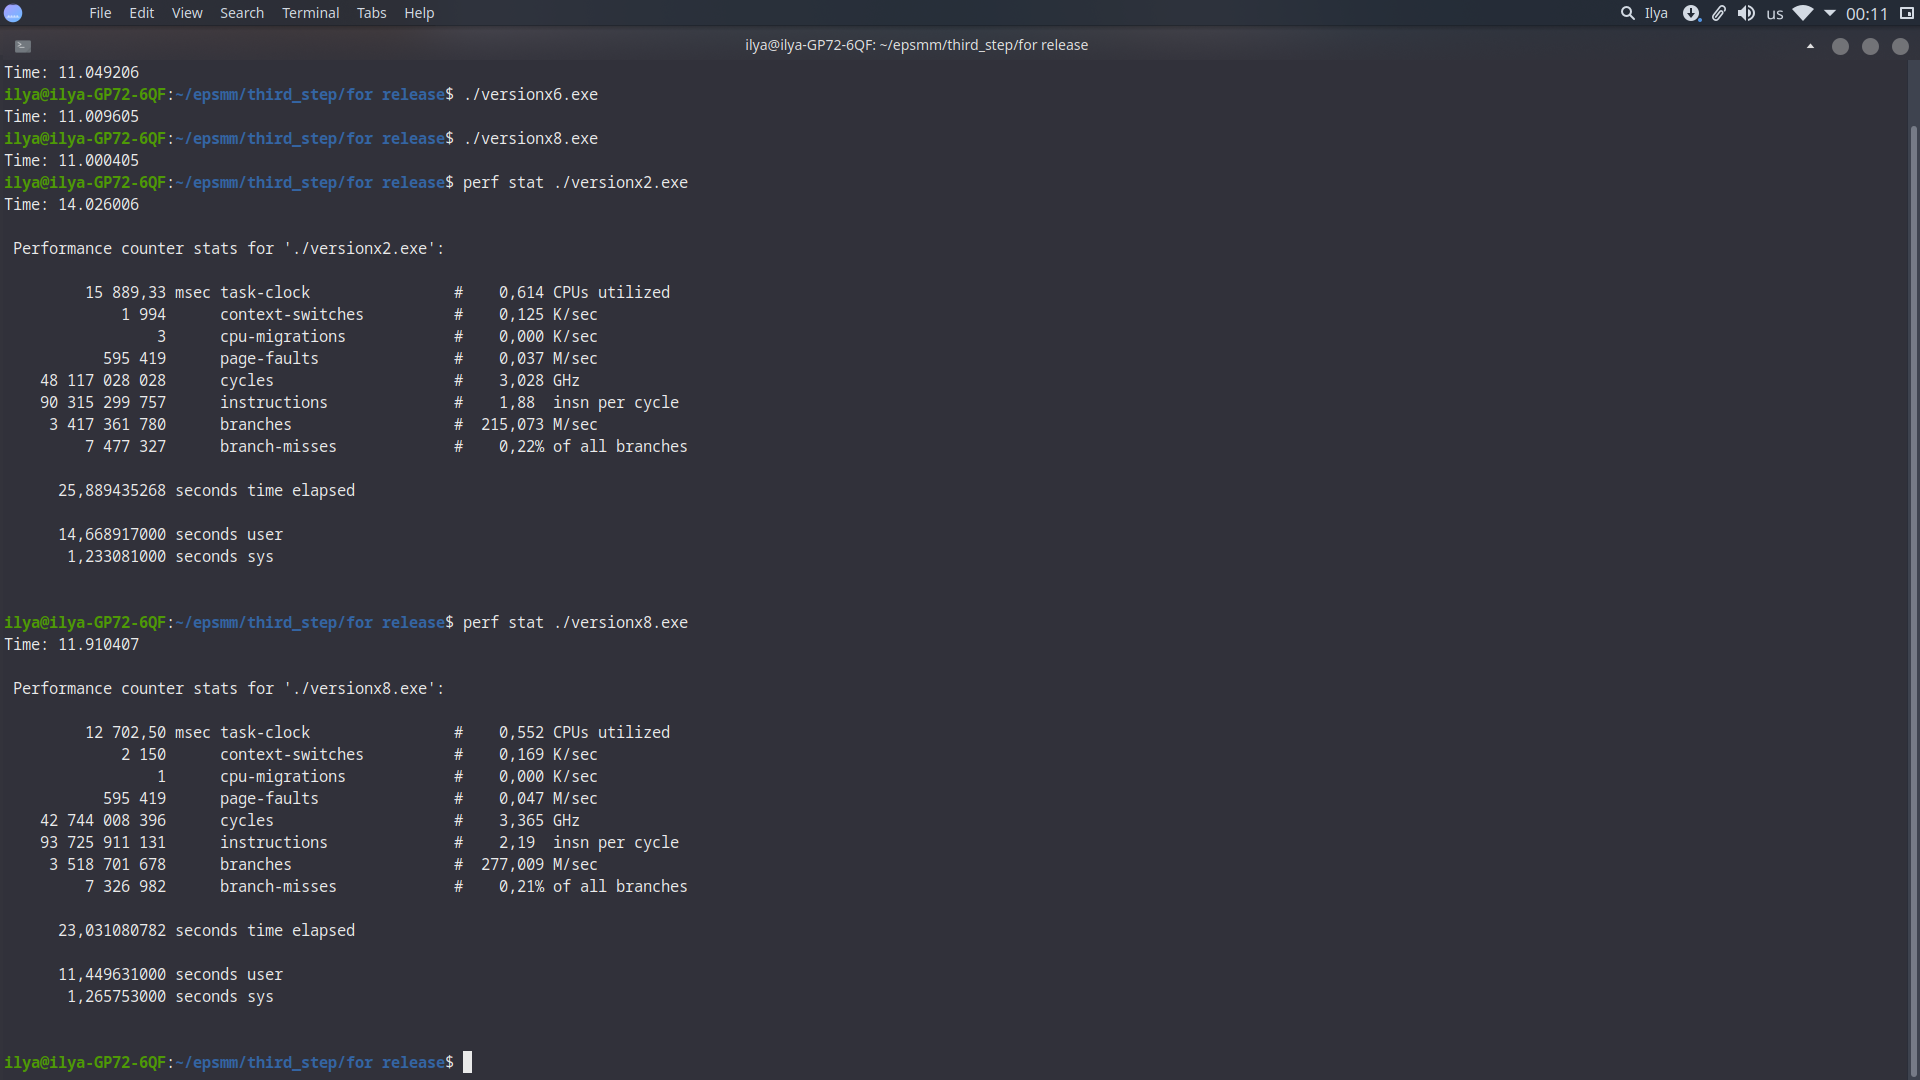 File Edit View Search Terminal Tabs Help
Ilya us 00:11
ilya@ilya-GP72-6QF: ~/epsmm/third_step/for release
Time: 11.049206
ilya@ilya-GP72-6QF:~/epsmm/third_step/for release$ ./versionx6.exe
Time: 11.009605
ilya@ilya-GP72-6QF:~/epsmm/third_step/for release$ ./versionx8.exe
Time: 11.000405
ilya@ilya-GP72-6QF:~/epsmm/third_step/for release$ perf stat ./versionx2.exe
Time: 14.026006
Performance counter stats for './versionx2.exe':
15 889,33 msec task-clock # 0,614 CPUs utilized
1 994 context-switches # 0,125 K/sec
3 cpu-migrations # 0,000 K/sec
595 419 page-faults # 0,037 M/sec
48 117 028 028 cycles # 3,028 GHz
90 315 299 757 instructions # 1,88 insn per cycle
3 417 361 780 branches # 215,073 M/sec
7 477 327 branch-misses # 0,22% of all branches
25,889435268 seconds time elapsed
14,668917000 seconds user
1,233081000 seconds sys
ilya@ilya-GP72-6QF:~/epsmm/third_step/for release$ perf stat ./versionx8.exe
Time: 11.910407
Performance counter stats for './versionx8.exe':
12 702,50 msec task-clock # 0,552 CPUs utilized
2 150 context-switches # 0,169 K/sec
1 cpu-migrations # 0,000 K/sec
595 419 page-faults # 0,047 M/sec
42 744 008 396 cycles # 3,365 GHz
93 725 911 131 instructions # 2,19 insn per cycle
3 518 701 678 branches # 277,009 M/sec
7 326 982 branch-misses # 0,21% of all branches
23,031080782 seconds time elapsed
11,449631000 seconds user
1,265753000 seconds sys
ilya@ilya-GP72-6QF:~/epsmm/third_step/for release$